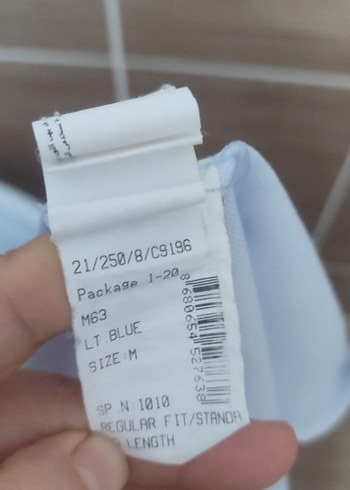 21/250/8/C9196
Package 1-20
M63
LT.BLUE
SIZE:M
8680654527638
SP N:1010
REGULAR FIT/STANDA
LENGTH